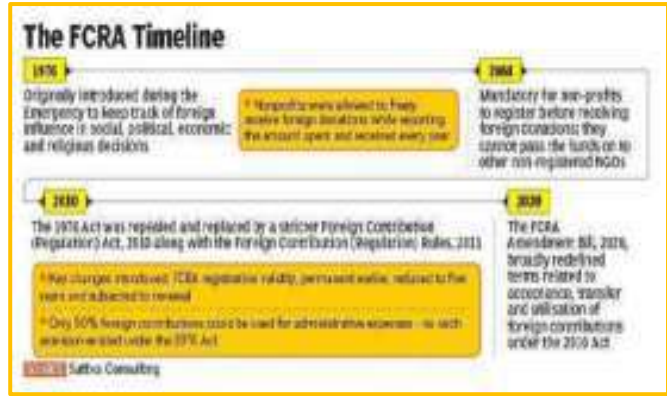 The FCRA Timeline
1976
Originally introduced during the
Emergency to keep track of foreign
influence in social, political, economic
and religious decisions
* Nonprofits were allowed to freely
receive foreign donations while reporting
the amount spent and received every year
Mandatory for non-profits
to register before receiving
foreign donations; they
cannot pass the funds on to
other non-registered NGOs
2010
The 1976 Act was repealed and replaced by a stricter Foreign Contribution
(Regulation) Act, 2010 along with the Foreign Contribution (Regulation) Rules, 2011
* Key changes introduced: FCRA registration validity, permanent earlier, reduced to five
years and subjected to renewal
* Only 50% foreign contributions could be used for administrative expenses - no such
provision existed under the 1976 Act
2020
The FCRA
Amendment Bill, 2020,
broadly redefined
terms related to
acceptance, transfer
and utilisation of
foreign contributions
under the 2010 Act
Sattva Consulting